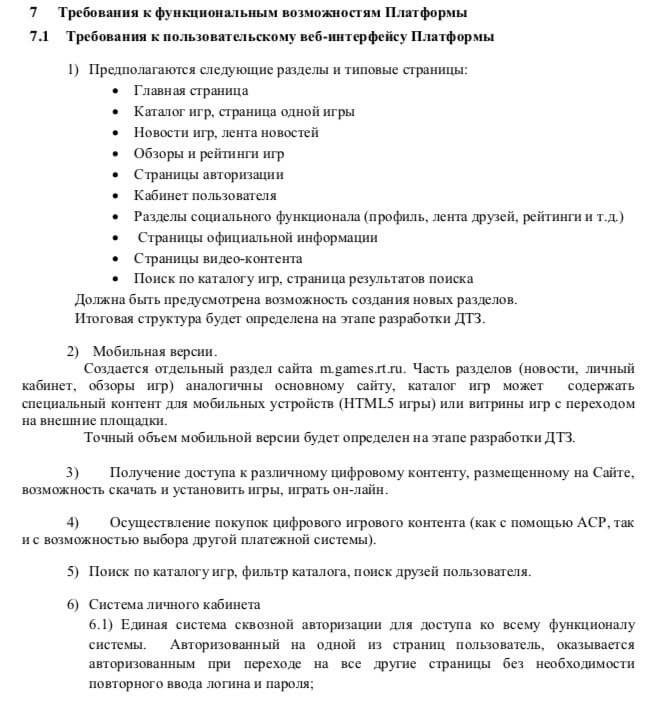 7 Требования к функциональным возможностям Платформы
7.1 Требования к пользовательскому веб-интерфейсу Платформы
1) Предполагаются следующие разделы и типовые страницы:
• Главная страница
• Каталог игр, страница одной игры
• Новости игр, лента новостей
• Обзоры и рейтинги игр
• Страницы авторизации
• Кабинет пользователя
• Разделы социального функционала (профиль, лента друзей, рейтинги и т.д.)
• Страницы официальной информации
• Страницы видео-контента
• Поиск по каталогу игр, страница результатов поиска
Должна быть предусмотрена возможность создания новых разделов.
Итоговая структура будет определена на этапе разработки ДТЗ.
2) Мобильная версии.
Создается отдельный раздел сайта m.games.rt.ru. Часть разделов (новости, личный
кабинет, обзоры игр) аналогичны основному сайту, каталог игр может содержать
специальный контент для мобильных устройств (HTML5 игры) или витрины игр с переходом
на внешние площадки.
Точный объем мобильной версии будет определен на этапе разработки ДТЗ.
3) Получение доступа к различному цифровому контенту, размещенному на Сайте,
возможность скачать и установить игры, играть он-лайн.
4) Осуществление покупок цифрового игрового контента (как с помощью АСР, так
и с возможностью выбора другой платежной системы).
5) Поиск по каталогу игр, фильтр каталога, поиск друзей пользователя.
6) Система личного кабинета
6.1) Единая система сквозной авторизации для доступа ко всему функционалу
системы. Авторизованный на одной из страниц пользователь, оказывается
авторизованным при переходе на все другие страницы без необходимости
повторного ввода логина и пароля;